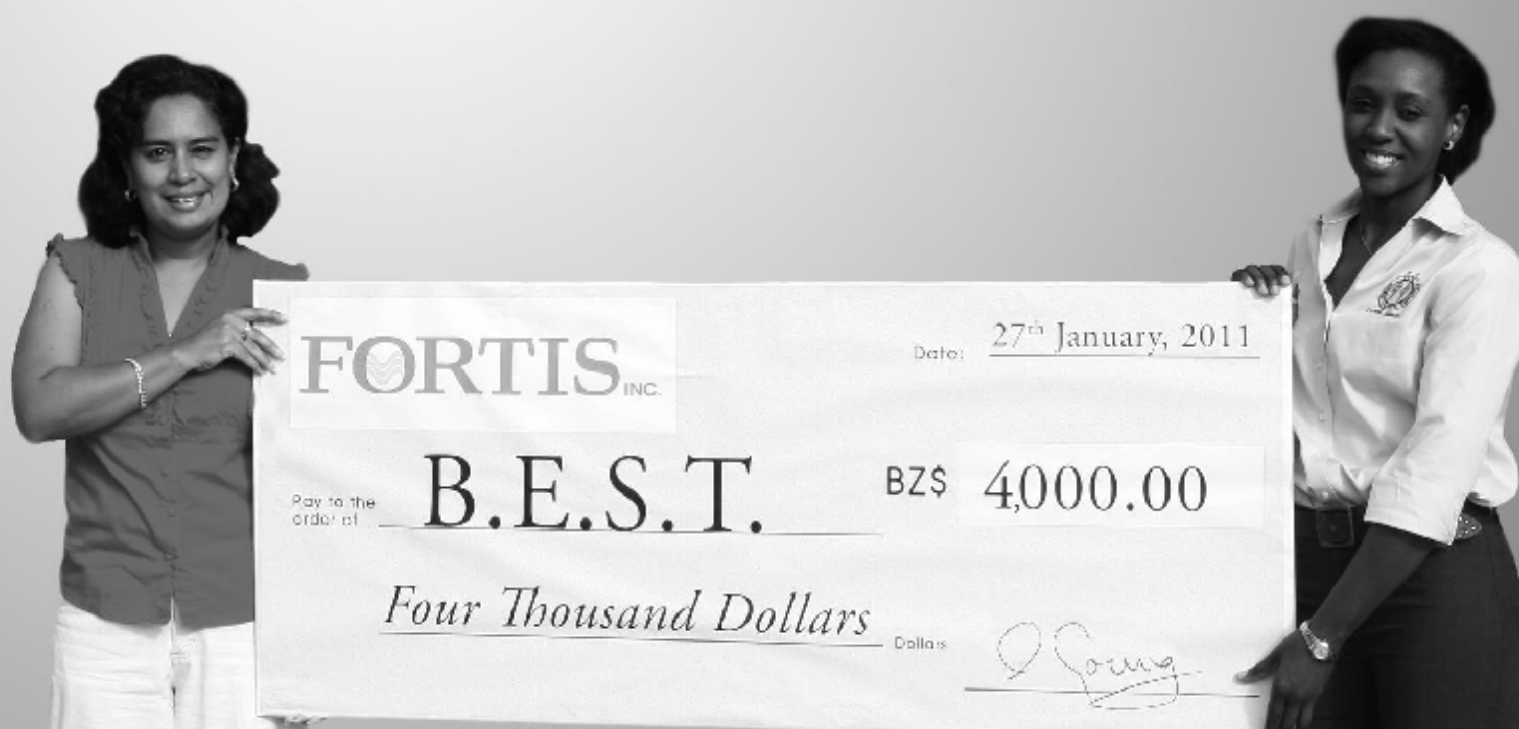 FORTIS INC.
Date: 27th January, 2011
Pay to the
order of B.E.S.T. BZ$ 4,000.00
Four Thousand Dollars Dollars